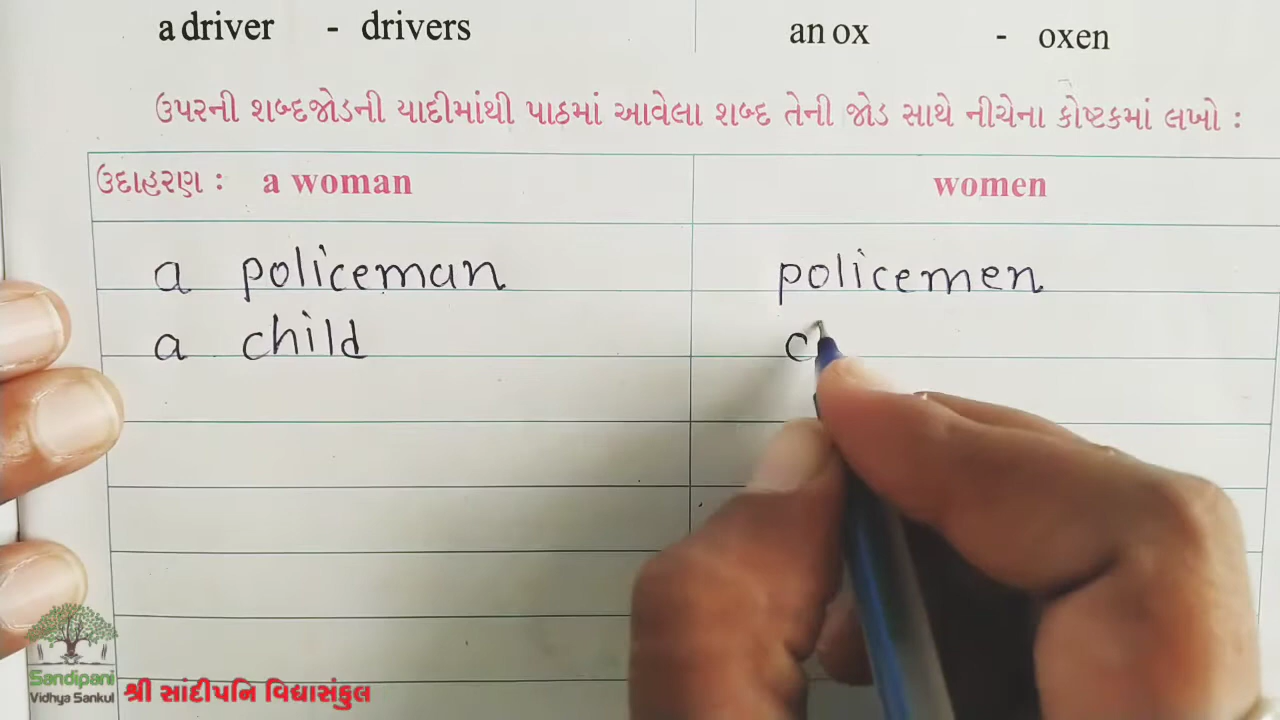 a driver - drivers an ox - oxen
ઉપરની શબ્દજોડની યાદીમાંથી પાઠમાં આવેલા શબ્દ તેની જોડ સાથે નીચેના કોષ્ટકમાં લખો :
ઉદાહરણ : a woman women
a policeman policemen
a child c
Sandipani
Vidhya Sankul શ્રી સાંદીપનિ વિદ્યાસંકુલ